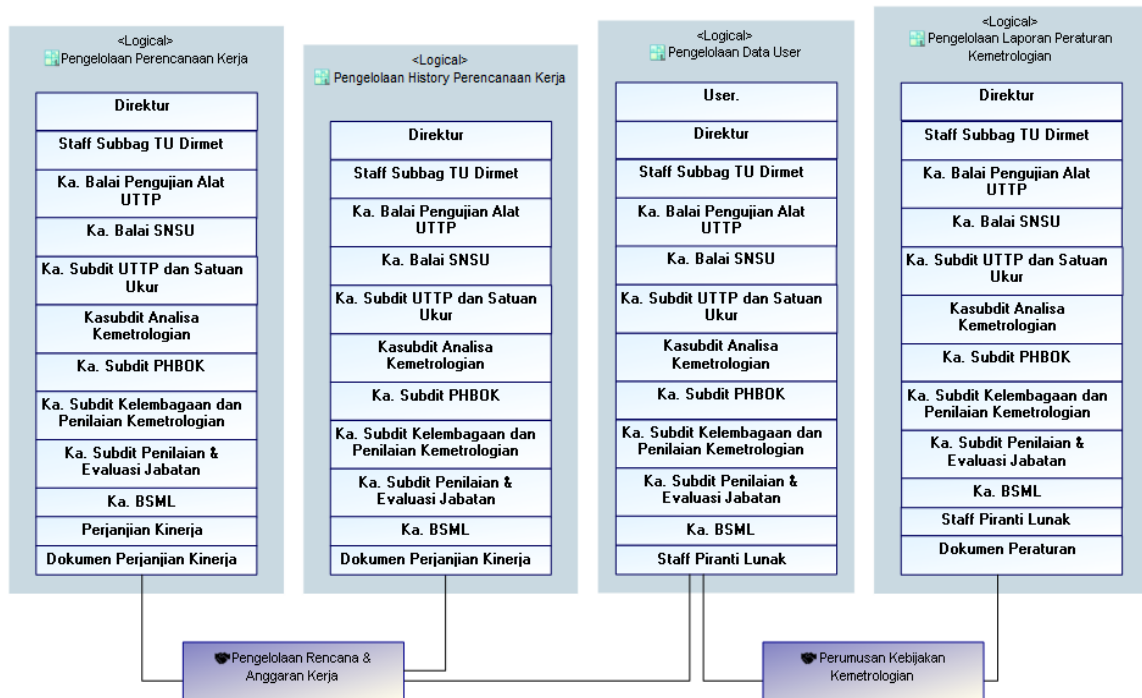 <Logical>
Pengelolaan Perencanaan Kerja
Direktur
Staff Subbag TU Dirmet
Ka. Balai Pengujian Alat
UTTP
Ka. Balai SNSU
Ka. Subdit UTTP dan Satuan
Ukur
Kasubdit Analisa
Kemetrologian
Ka. Subdit PHBOK
Ka. Subdit Kelembagaan dan
Penilaian Kemetrologian
Ka. Subdit Penilaian &
Evaluasi Jabatan
Ka. BSML
Perjanjian Kinerja
Dokumen Perjanjian Kinerja
<Logical>
Pengelolaan History Perencanaan Kerja
Direktur
Staff Subbag TU Dirmet
Ka. Balai Pengujian Alat
UTTP
Ka. Balai SNSU
Ka. Subdit UTTP dan Satuan
Ukur
Kasubdit Analisa
Kemetrologian
Ka. Subdit PHBOK
Ka. Subdit Kelembagaan dan
Penilaian Kemetrologian
Ka. Subdit Penilaian &
Evaluasi Jabatan
Ka. BSML
Dokumen Perjanjian Kinerja
<Logical>
Pengelolaan Data User
User.
Direktur
Staff Subbag TU Dirmet
Ka. Balai Pengujian Alat
UTTP
Ka. Balai SNSU
Ka. Subdit UTTP dan Satuan
Ukur
Kasubdit Analisa
Kemetrologian
Ka. Subdit PHBOK
Ka. Subdit Kelembagaan dan
Penilaian Kemetrologian
Ka. Subdit Penilaian &
Evaluasi Jabatan
Ka. BSML
Staff Piranti Lunak
<Logical>
Pengelolaan Laporan Peraturan
Kemetrologian
Direktur
Staff Subbag TU Dirmet
Ka. Balai Pengujian Alat
UTTP
Ka. Balai SNSU
Ka. Subdit UTTP dan Satuan
Ukur
Kasubdit Analisa
Kemetrologian
Ka. Subdit PHBOK
Ka. Subdit Kelembagaan dan
Penilaian Kemetrologian
Ka. Subdit Penilaian &
Evaluasi Jabatan
Ka. BSML
Staff Piranti Lunak
Dokumen Peraturan
Pengelolaan Rencana &
Anggaran Kerja
Perumusan Kebijakan
Kemetrologian